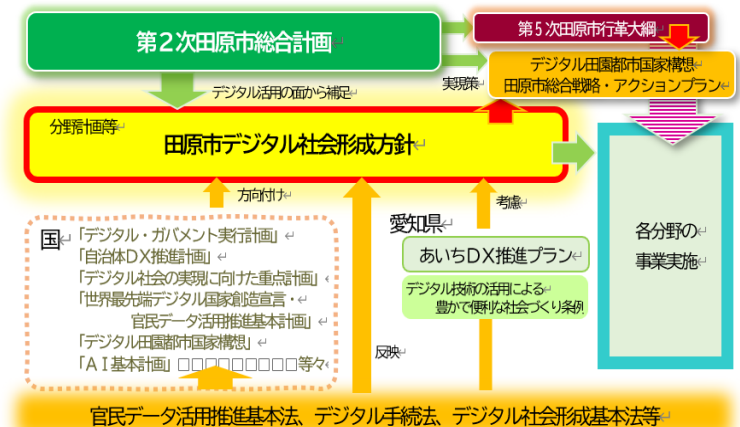 第２次田原市総合計画
第５次田原市行革大綱
デジタル田園都市国家構想
田原市総合戦略・アクションプラン
実現策
デジタル活用の面から補足
分野計画等
田原市デジタル社会形成方針
各分野の
事業実施
方向付け
考慮
国
「デジタル・ガバメント実行計画」
「自治体ＤＸ推進計画」
「デジタル社会の実現に向けた重点計画」
「世界最先端デジタル国家創造宣言・
官民データ活用推進基本計画」
「デジタル田園都市国家構想」
「ＡＩ基本計画」□□□□□□□□□等々
愛知県
あいちＤＸ推進プラン
デジタル技術の活用による
豊かで便利な社会づくり条例
反映
官民データ活用推進基本法、デジタル手続法、デジタル社会形成基本法等